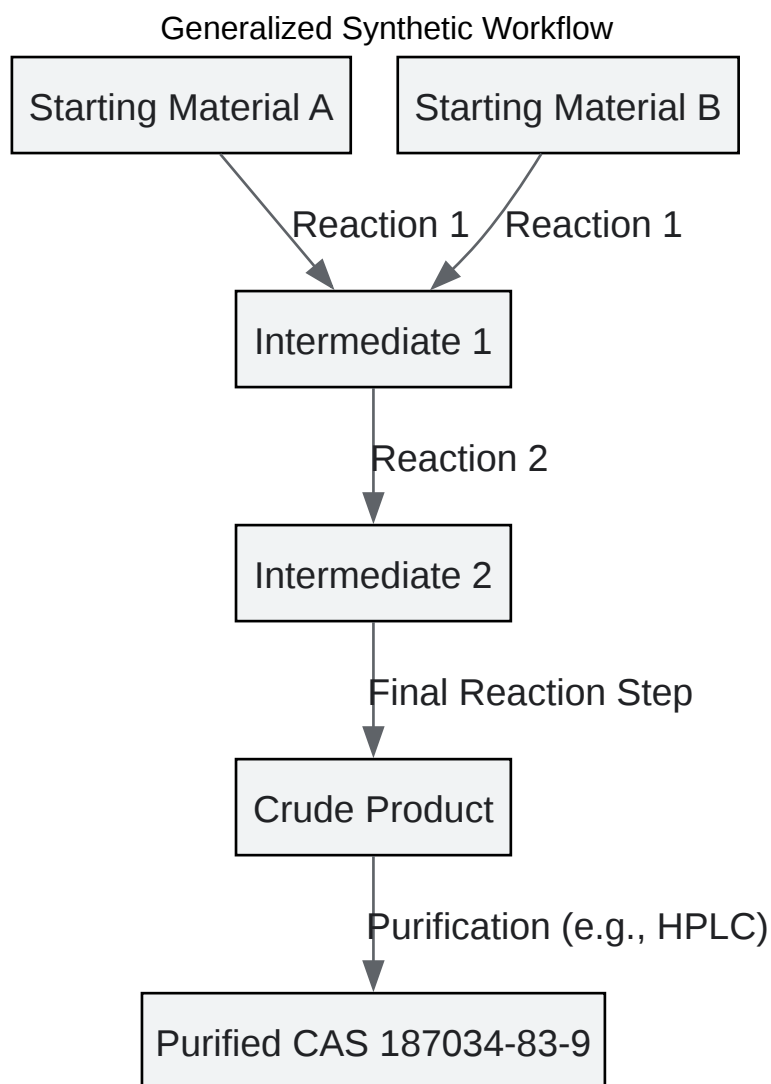 Generalized Synthetic Workflow
Starting Material A
Starting Material B
Reaction 1
Reaction 1
Intermediate 1
Reaction 2
Intermediate 2
Final Reaction Step
Crude Product
Purification (e.g., HPLC)
Purified CAS 187034-83-9